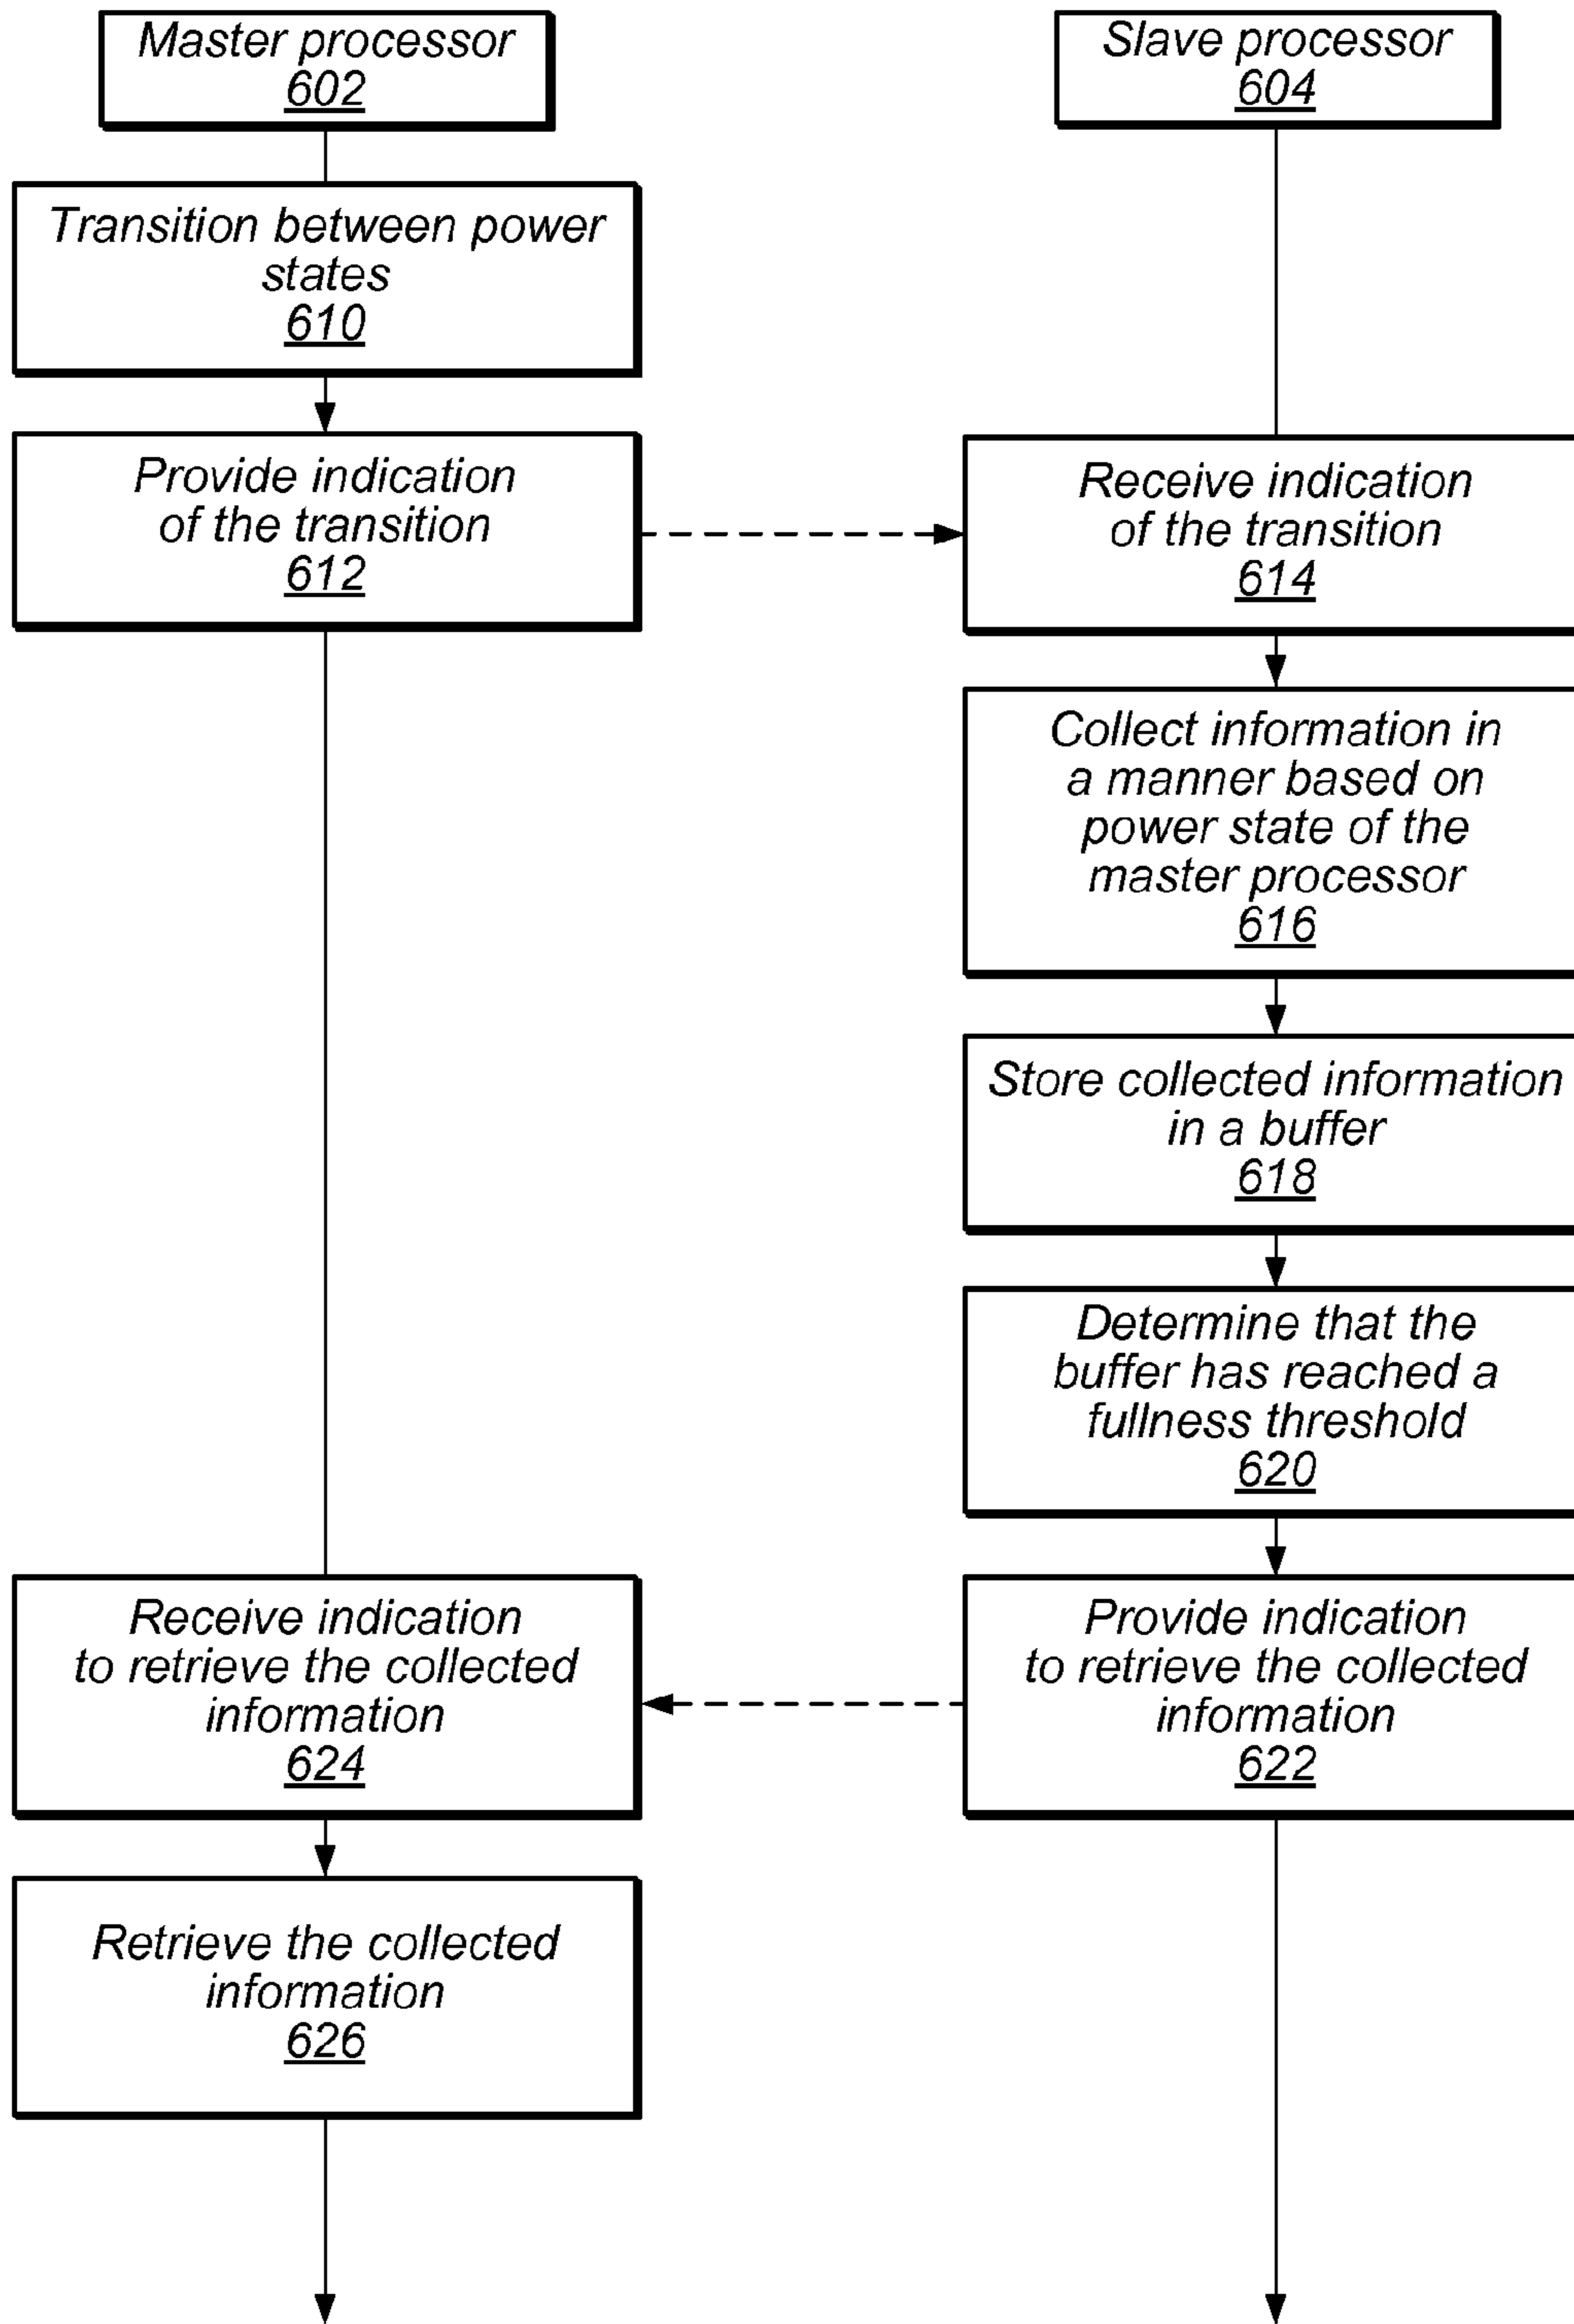 Master processor
602
Slave processor
604
Transition between power
states
610
Provide indication
of the transition
612
Receive indication
of the transition
614
Collect information in
a manner based on
power state of the
master processor
616
Store collected information
in a buffer
618
Determine that the
buffer has reached a
fullness threshold
620
Receive indication
to retrieve the collected
information
624
Provide indication
to retrieve the collected
information
622
Retrieve the collected
information
626